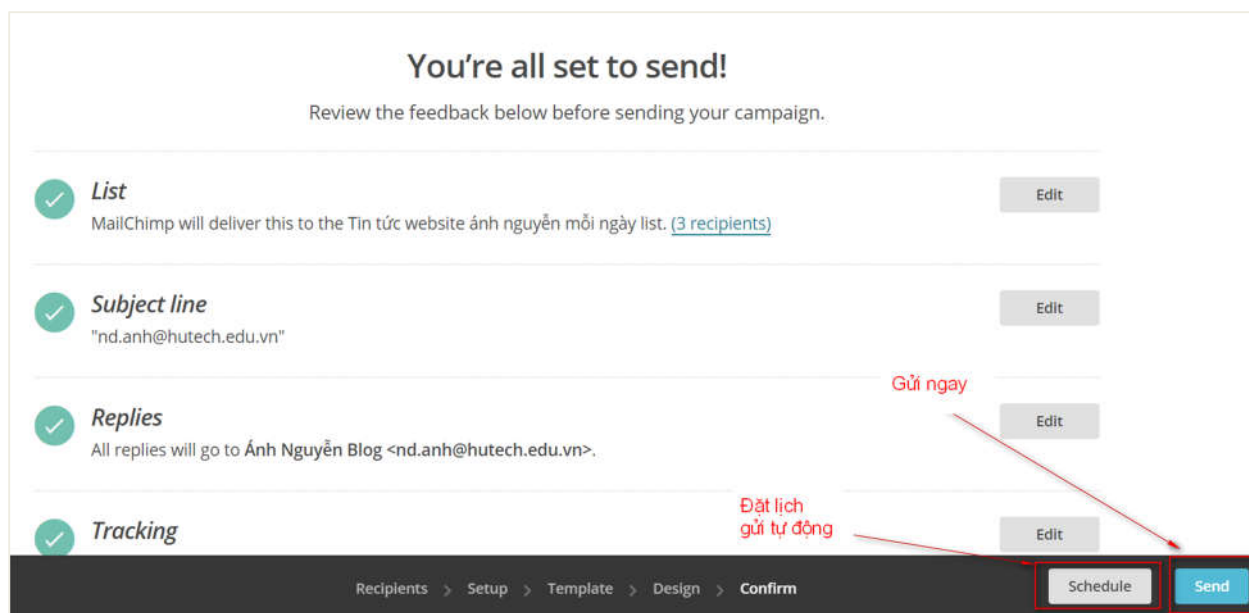 You're all set to send!
Review the feedback below before sending your campaign.
List
Edit
MailChimp will deliver this to the Tin tức website ánh nguyễn mỗi ngày list. (3 recipients)
Subject line
Edit
"nd.anh@hutech.edu.vn"
Gửi ngay
Replies
Edit
All replies will go to Ánh Nguyễn Blog <nd.anh@hutech.edu.vn>.
Đặt lịch
gửi tự động
Tracking
Edit
Recipients > Setup > Template > Design > Confirm
Schedule
Send